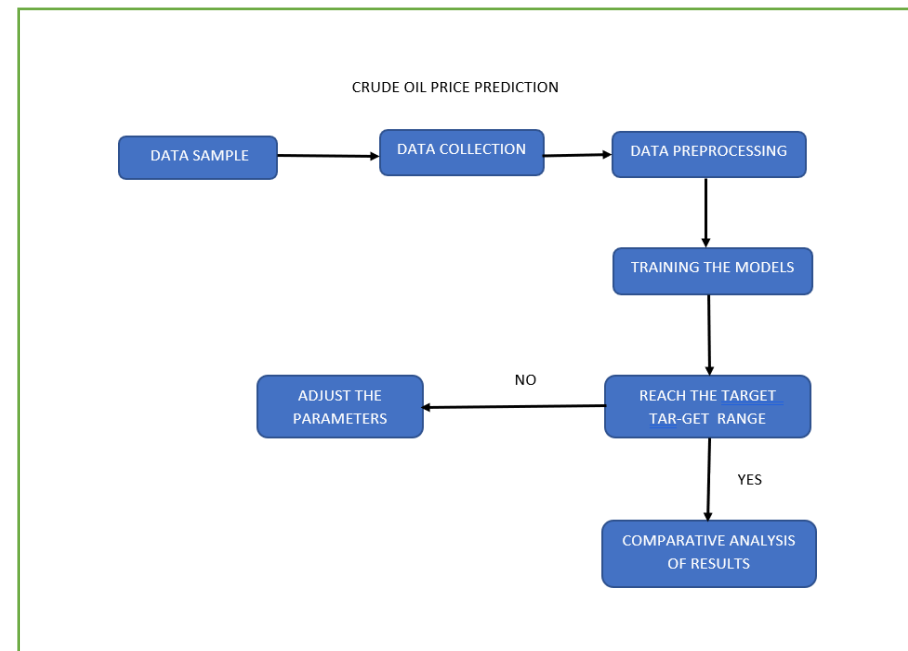 CRUDE OIL PRICE PREDICTION
DATA SAMPLE
DATA COLLECTION
DATA PREPROCESSING
TRAINING THE MODELS
NO
ADJUST THE
PARAMETERS
REACH THE TARGET
TAR-GET RANGE
YES
COMPARATIVE ANALYSIS
OF RESULTS